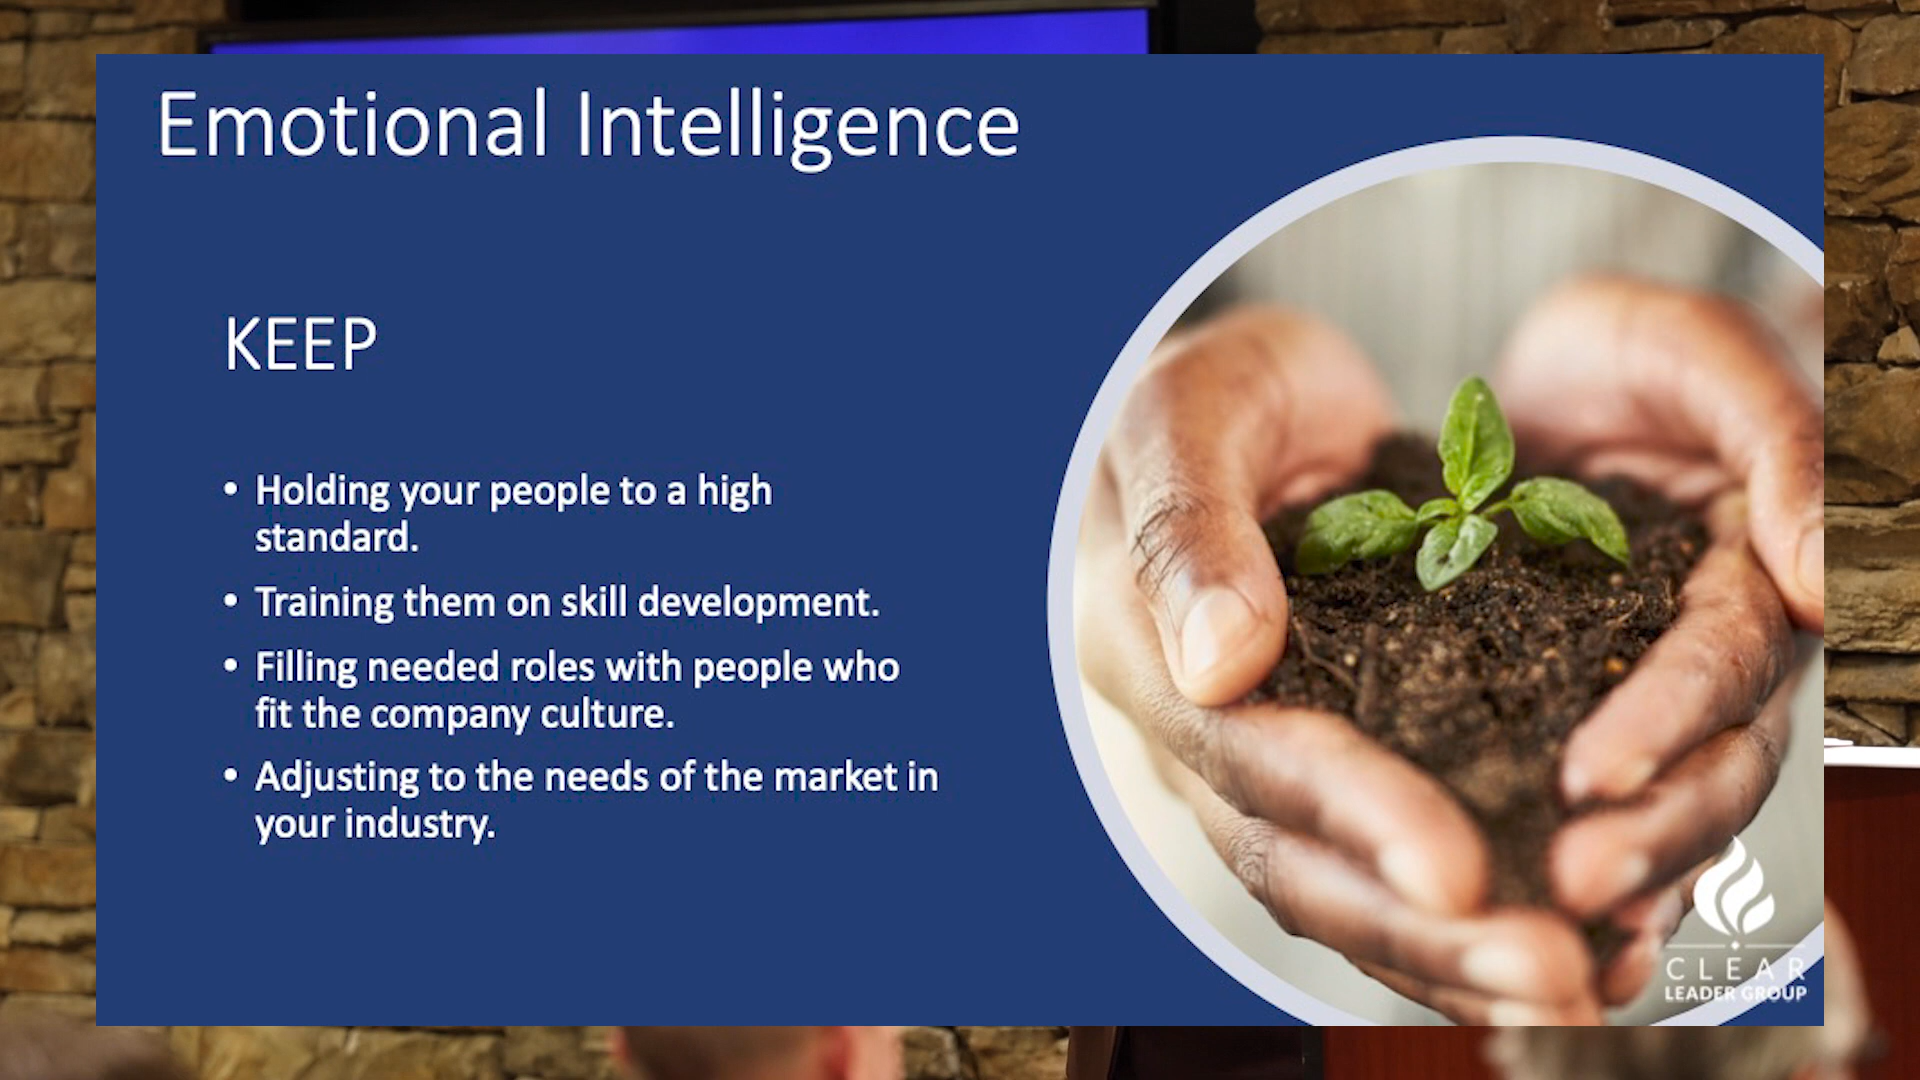 Emotional Intelligence
KEEP
• Holding your people to a high
standard.
• Training them on skill development.
• Filling needed roles with people who
fit the company culture.
• Adjusting to the needs of the market in
your industry.
CLEAR
LEADER GROUP